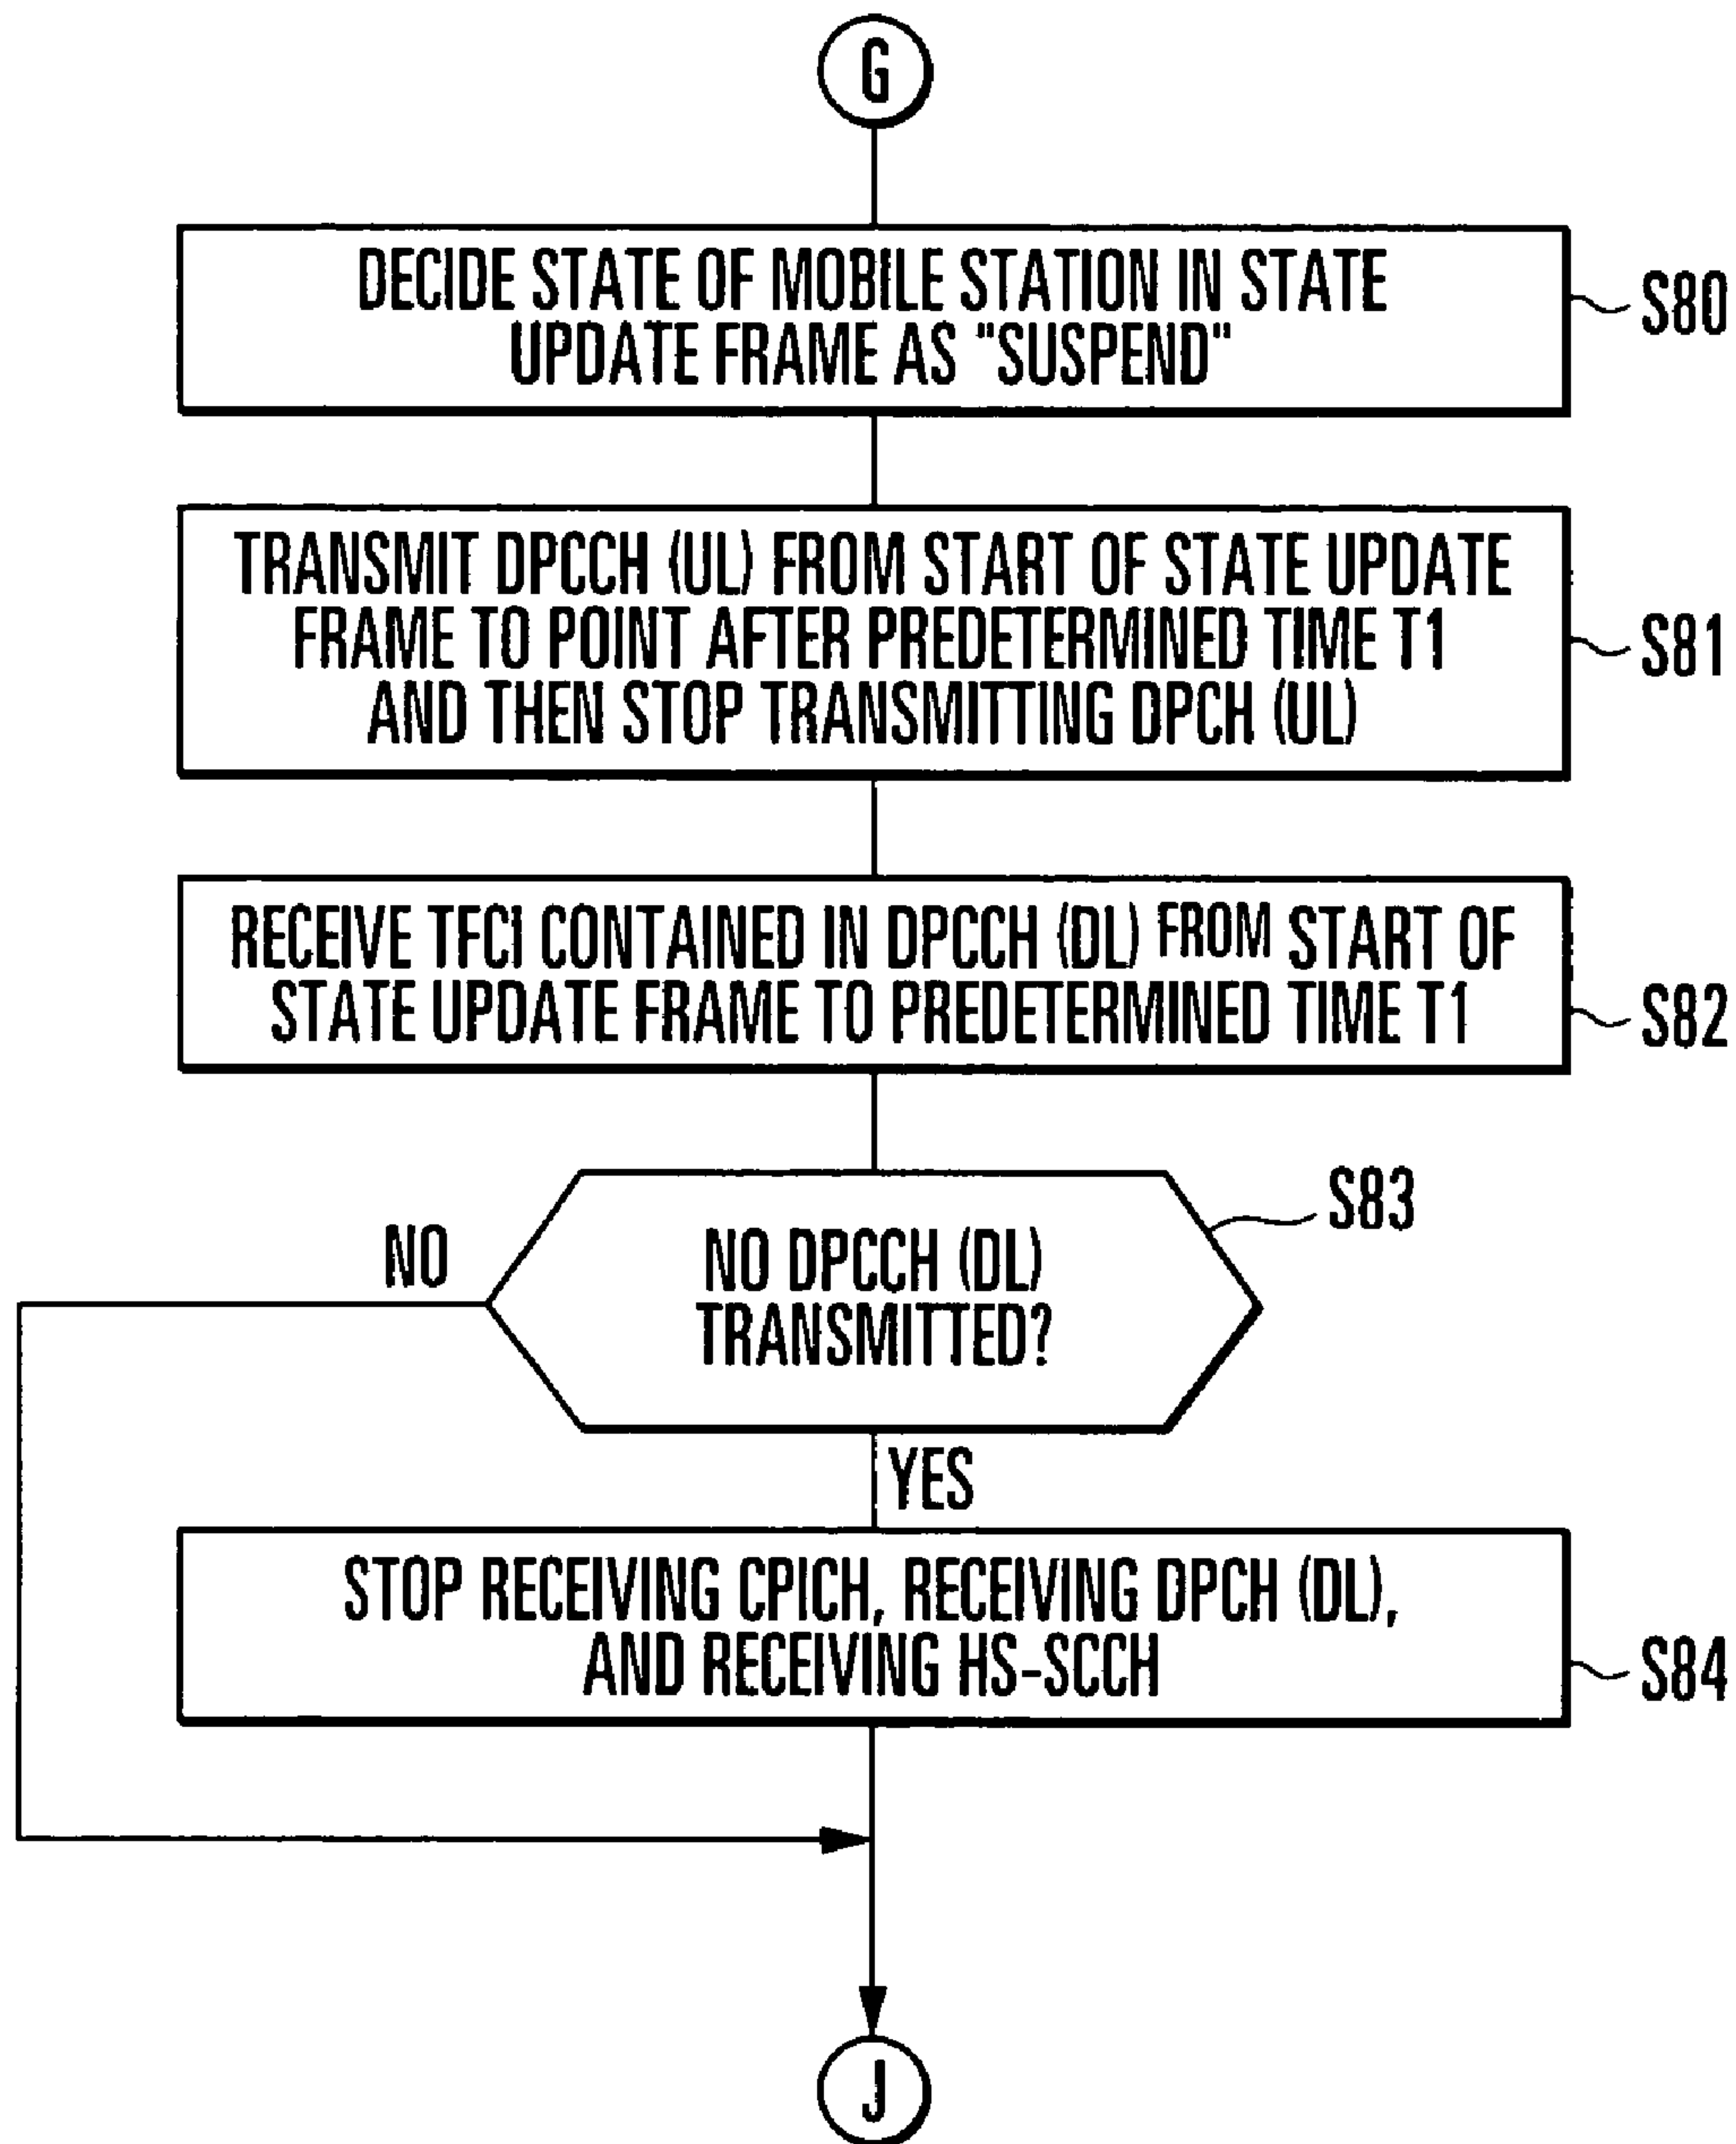 G
DECIDE STATE OF MOBILE STATION IN STATE
UPDATE FRAME AS "SUSPEND"
S80
TRANSMIT DPCCH (UL) FROM START OF STATE UPDATE
FRAME TO POINT AFTER PREDETERMINED TIME T1
AND THEN STOP TRANSMITTING DPCH (UL)
S81
RECEIVE TFCI CONTAINED IN DPCCH (DL) FROM START OF
STATE UPDATE FRAME TO PREDETERMINED TIME T1
S82
S83
NO
NO DPCCH (DL)
TRANSMITTED?
YES
STOP RECEIVING CPICH, RECEIVING DPCH (DL),
AND RECEIVING HS-SCCH
S84
J